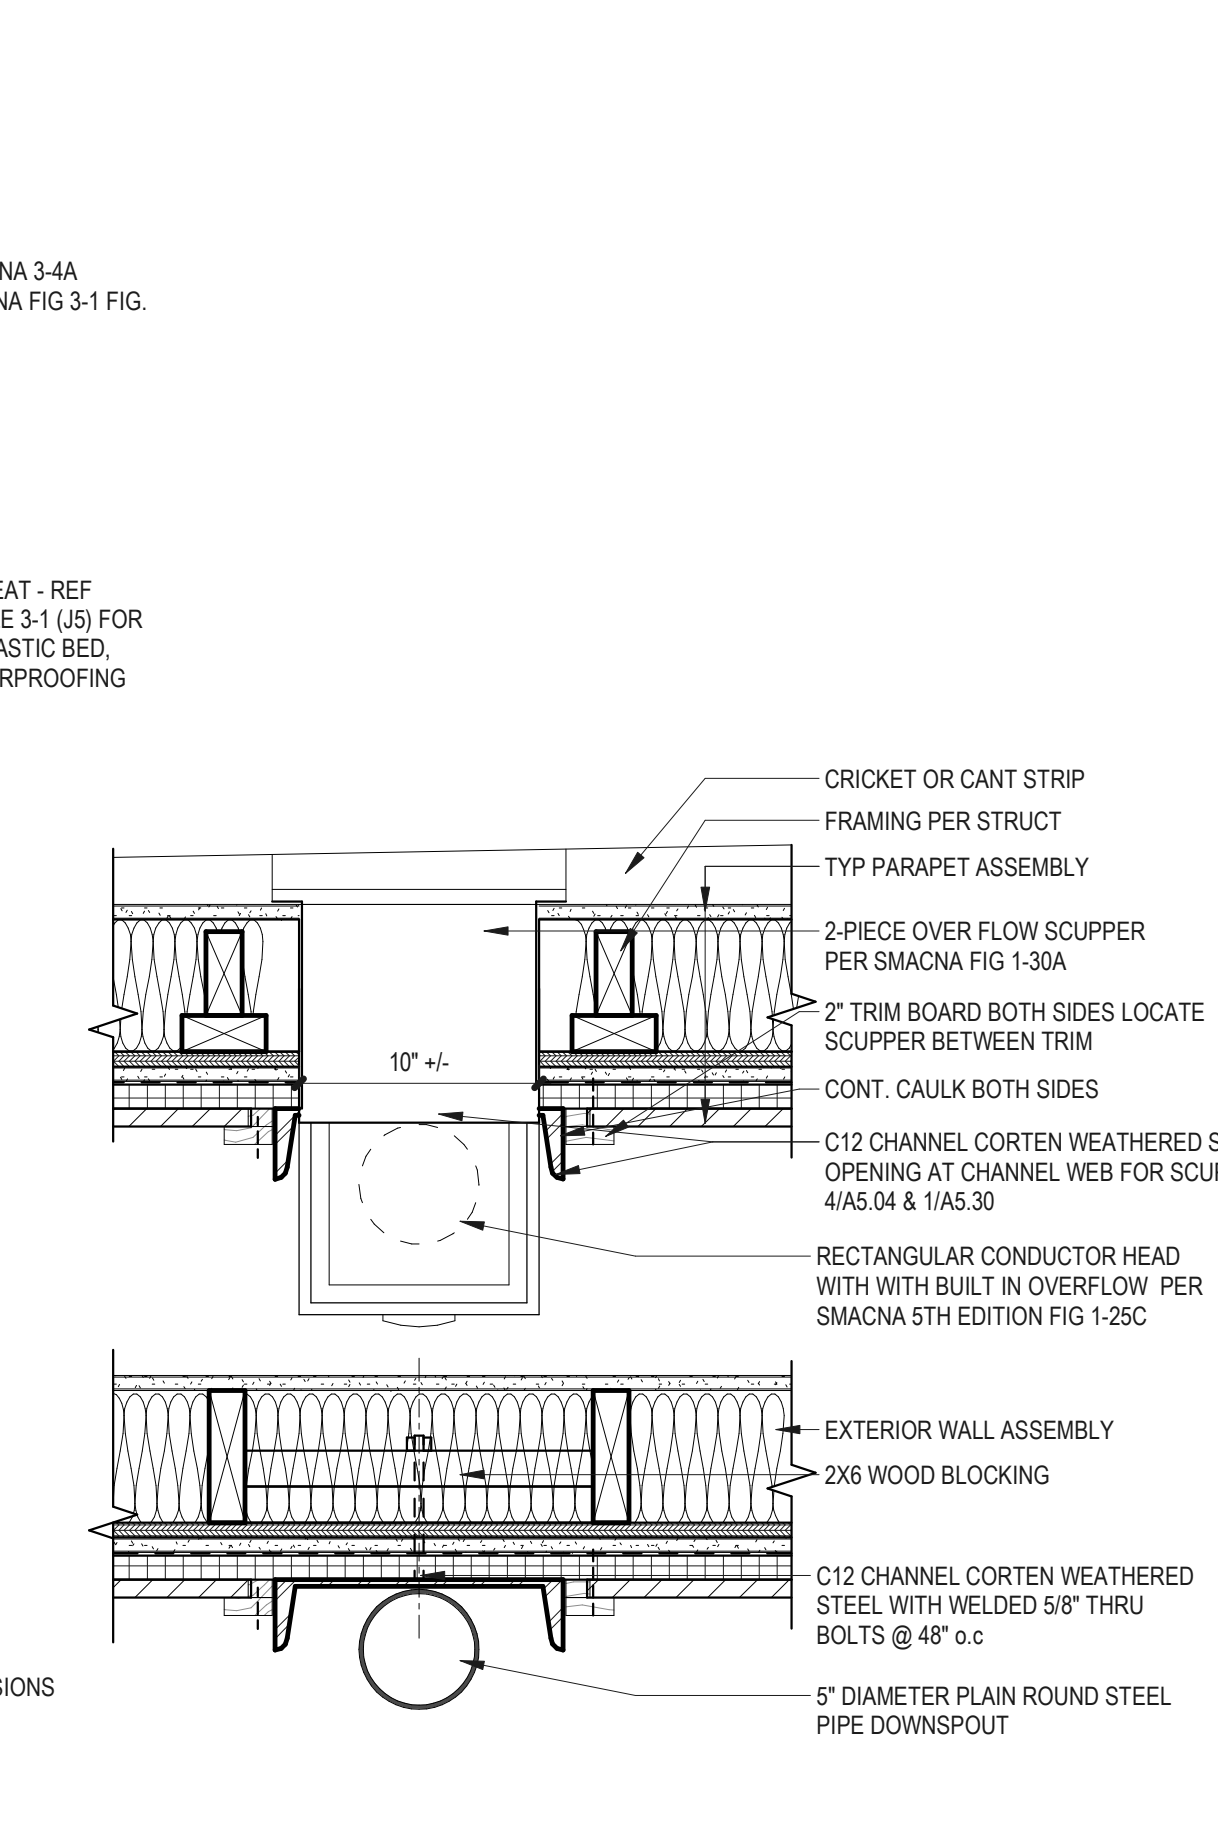 NA 3-4A
NA FIG 3-1 FIG.
EAT - REF
E 3-1 (J5) FOR
ASTIC BED,
RPROOFING
CRICKET OR CANT STRIP
FRAMING PER STRUCT
TYP PARAPET ASSEMBLY
2-PIECE OVER FLOW SCUPPER
PER SMACNA FIG 1-30A
2" TRIM BOARD BOTH SIDES LOCATE
SCUPPER BETWEEN TRIM
10" +/-
CONT. CAULK BOTH SIDES
C12 CHANNEL CORTEN WEATHERED S
OPENING AT CHANNEL WEB FOR SCU
4/A5.04 & 1/A5.30
RECTANGULAR CONDUCTOR HEAD
WITH WITH BUILT IN OVERFLOW PER
SMACNA 5TH EDITION FIG 1-25C
EXTERIOR WALL ASSEMBLY
2X6 WOOD BLOCKING
C12 CHANNEL CORTEN WEATHERED
STEEL WITH WELDED 5/8" THRU
BOLTS @ 48" o.c
SIONS
5" DIAMETER PLAIN ROUND STEEL
PIPE DOWNSPOUT